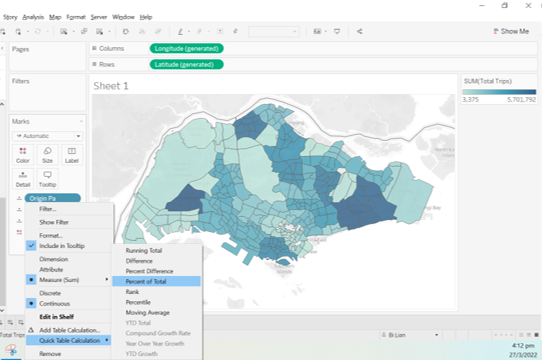 Story Analysis Map Format Server Window Help
Show Me
Pages
Columns Longitude (generated)
Rows Latitude (generated)
Filters
Sheet 1
SUM(Total Trips)
3,375 5,701,792
Marks
Automatic
Color Size Label
Detail Tooltip
Origin Pa
Filter...
Show Filter
Format...
Include in Tooltip
Dimension
Attribute
Measure (Sum)
Discrete
Continuous
Edit in Shelf
Add Table Calculation...
Quick Table Calculation
Remove
Running Total
Difference
Percent Difference
Percent of Total
Rank
Percentile
Moving Average
YTD Total
Compound Growth Rate
Year Over Year Growth
YTD Growth
Total Trips
4:12 pm
27/3/2022